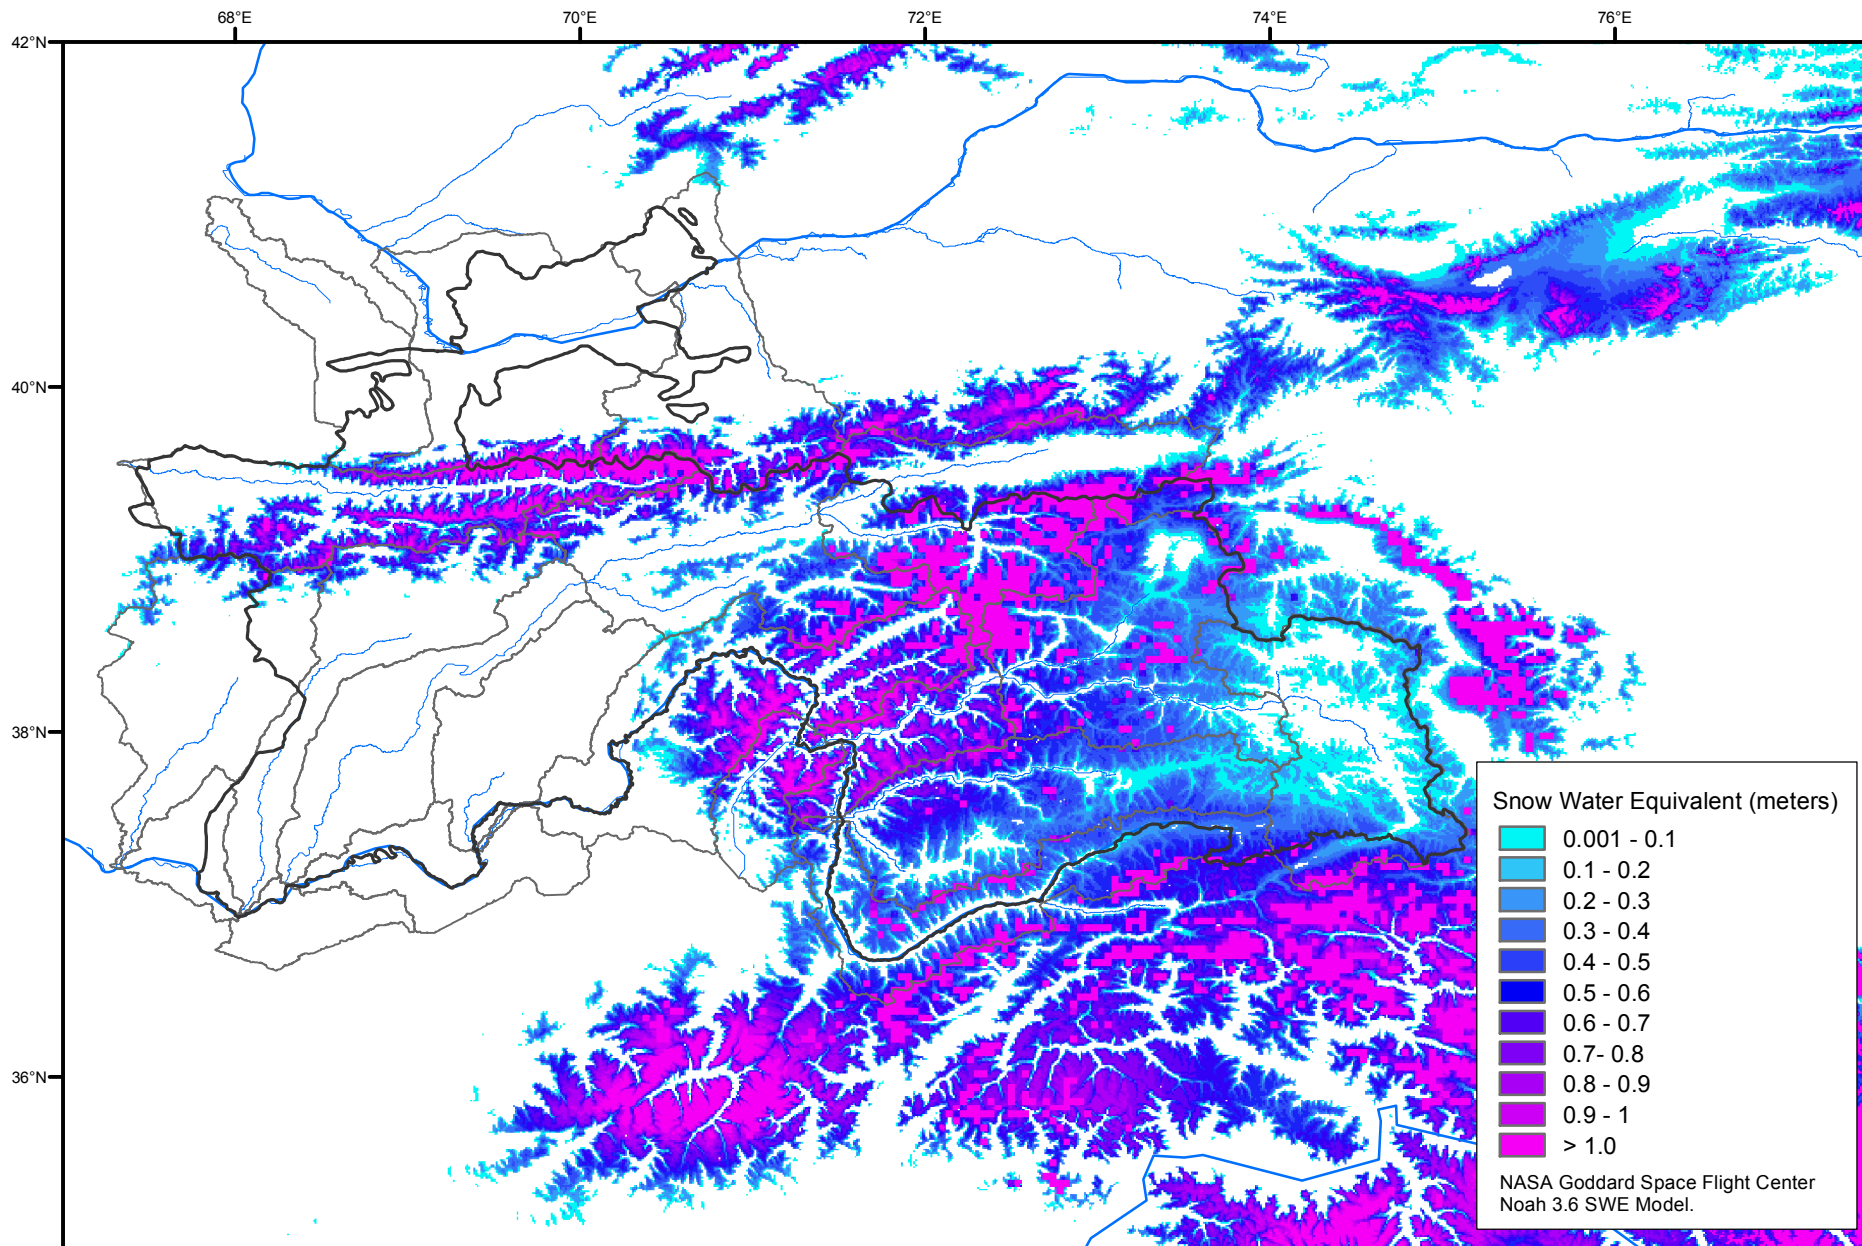 68°E
70°E
72°E
74°E
76°E
42°N
40°N
38°N
36°N
Snow Water Equivalent (meters)
0.001 - 0.1
0.1 - 0.2
0.2 - 0.3
0.3 - 0.4
0.4 - 0.5
0.5 - 0.6
0.6 - 0.7
0.7- 0.8
0.8 - 0.9
0.9 - 1
> 1.0
NASA Goddard Space Flight Center
Noah 3.6 SWE Model.